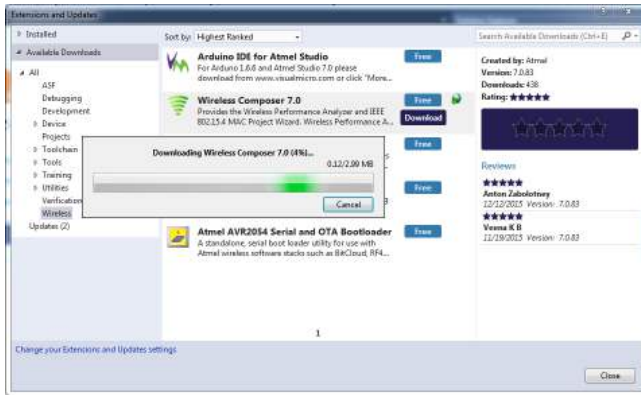 Extensions and Updates
Installed
Available Downloads
All
ASF
Debugging
Development
Device
Projects
Toolchain
Tools
Training
Utilities
Verification
Wireless
Updates (2)
Sort by: Highest Ranked
Arduino IDE for Atmel Studio
For Arduino 1.6.6 and Atmel Studio 7.0 please
download from www.visualmicro.com or click "More...
Free
Wireless Composer 7.0
Provides the Wireless Performance Analyzer and IEEE
802.15.4 MAC Project Wizard. Wireless Performance A...
Free
Download
Free
Downloading Wireless Composer 7.0 (4%)...
0.12/2.99 MB
Cancel
Free
Atmel AVR2054 Serial and OTA Bootloader
A standalone, serial boot loader utility for use with
Atmel wireless software stacks such as BitCloud, RF4...
Free
1
Search Available Downloads (Ctrl+E)
Created by: Atmel
Version: 7.0.83
Downloads: 438
Rating:
Reviews
Anton Zabolotney
12/12/2015 Version: 7.0.83
Veena K B
11/19/2015 Version: 7.0.83
Change your Extensions and Updates settings
Close